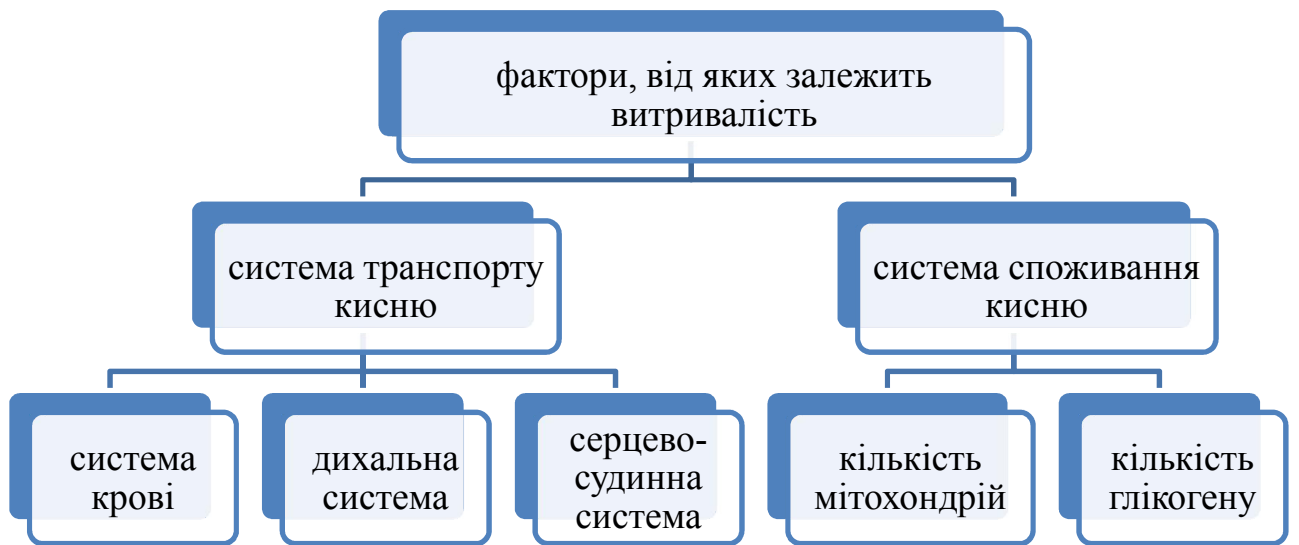 фактори, від яких залежить
витривалість
система транспорту
кисню
система споживання
кисню
система
крові
дихальна
система
серцево-
судинна
система
кількість
мітохондрій
кількість
глікогену